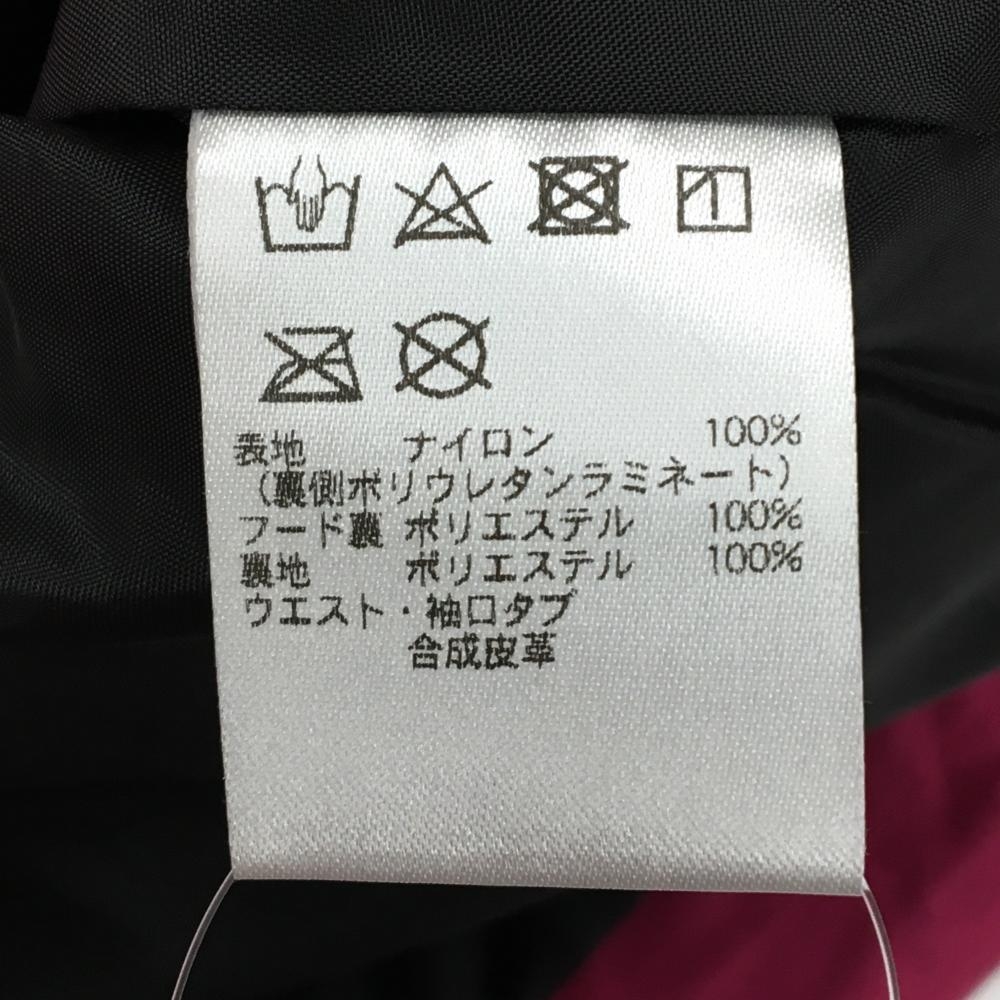 表地 ナイロン 100%
（裏側ポリウレタンラミネート）
フード裏 ポリエステル 100%
裏地 ポリエステル 100%
ウエスト・袖口タブ
合成皮革